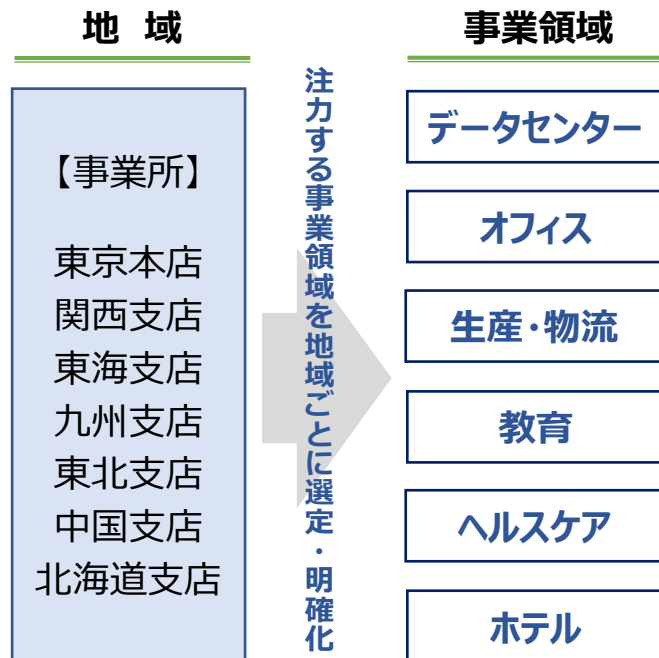 地 域
【事業所】
東京本店
関西支店
東海支店
九州支店
東北支店
中国支店
北海道支店
注力する事業領域を地域ごとに選定・明確化
事業領域
データセンター
オフィス
生産・物流
教育
ヘルスケア
ホテル